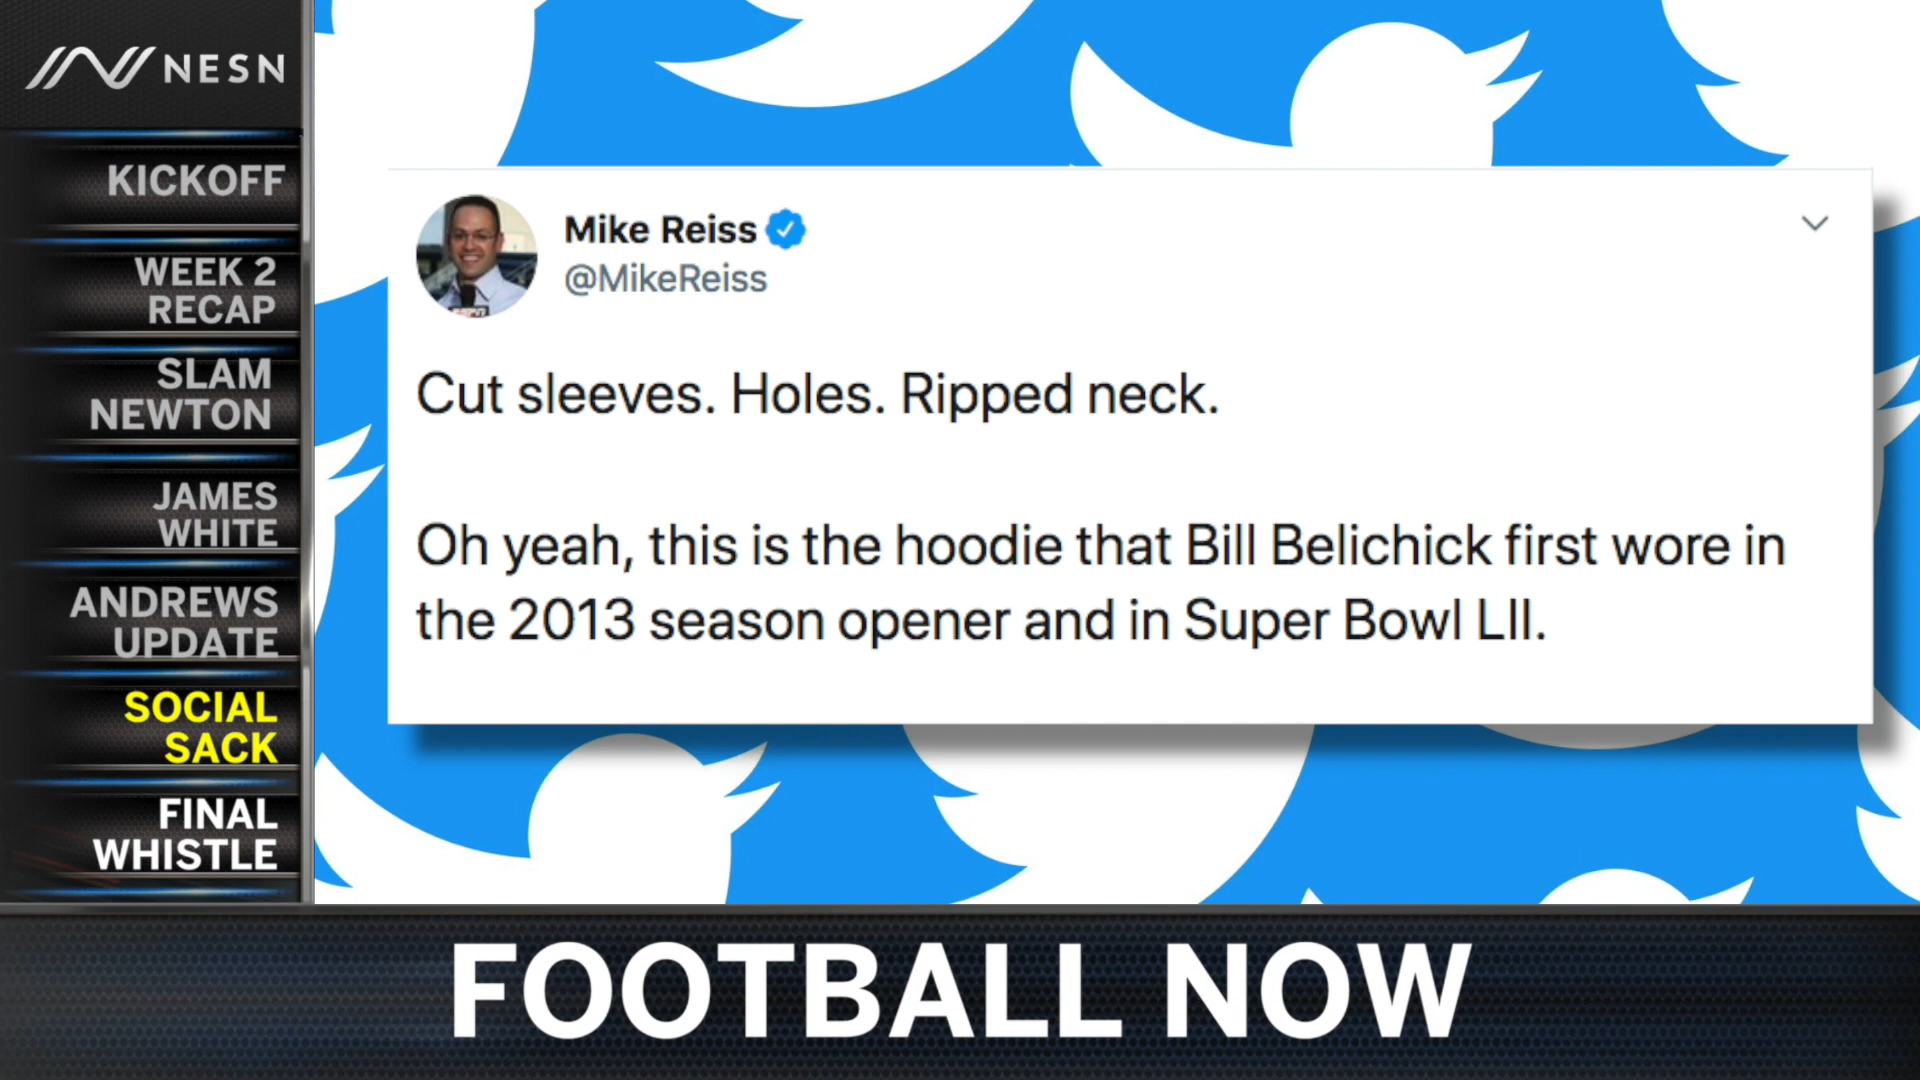 NESN
KICKOFF
WEEK 2
RECAP
SLAM
NEWTON
JAMES
WHITE
ANDREWS
UPDATE
SOCIAL
SACK
FINAL
WHISTLE
Mike Reiss
@MikeReiss
Cut sleeves. Holes. Ripped neck.
Oh yeah, this is the hoodie that Bill Belichick first wore in
the 2013 season opener and in Super Bowl LII.
FOOTBALL NOW